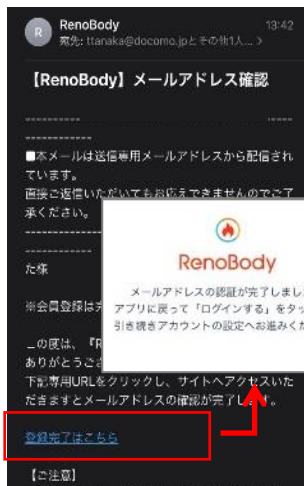 R
RenoBody
13:42
宛先: ttanaka@docomo.jpとその他1人...
【RenoBody】メールアドレス確認
■本メールは送信専用メールアドレスから配信され
ています。
直接ご返信いただいてもお応えできませんのでご了
承ください。
た様
※会員登録は
の度は、『R
ありがとうござ
下記専用URLをクリックし、サイトへアクセスいた
だきますとメールアドレスの確認が完了します。
登録完了はこちら
【ご注意】
RenoBody
メールアドレスの認証が完了しまし
アプリに戻って「ログインする」をタッ
引き続きアカウントの設定へお進みくだ